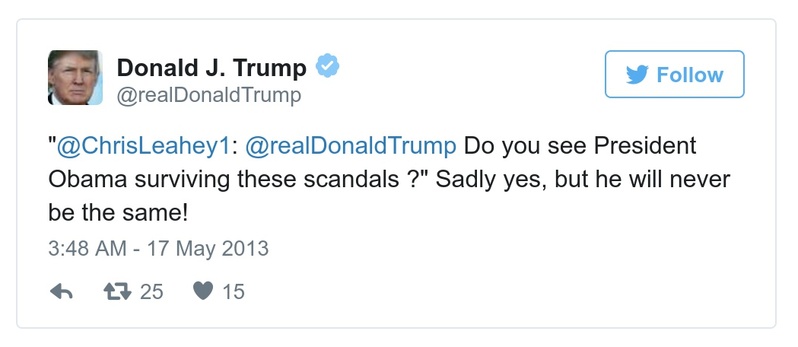 Donald J. Trump
@realDonaldTrump
Follow
"@ChrisLeahey1: @realDonaldTrump Do you see President
Obama surviving these scandals ?" Sadly yes, but he will never
be the same!
3:48 AM - 17 May 2013
25 15